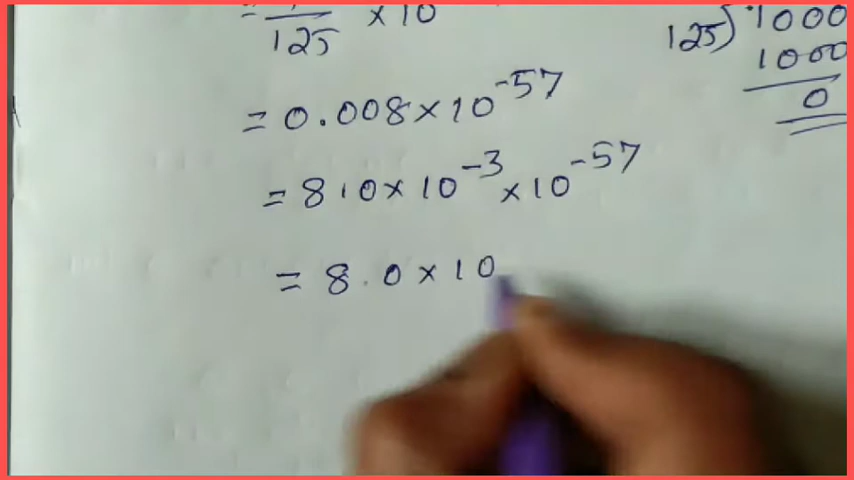 = 1/125 × 10
125) 1000
1000
0
= 0.008 × 10^-57
= 8.0 × 10^-3 × 10^-57
= 8.0 × 10